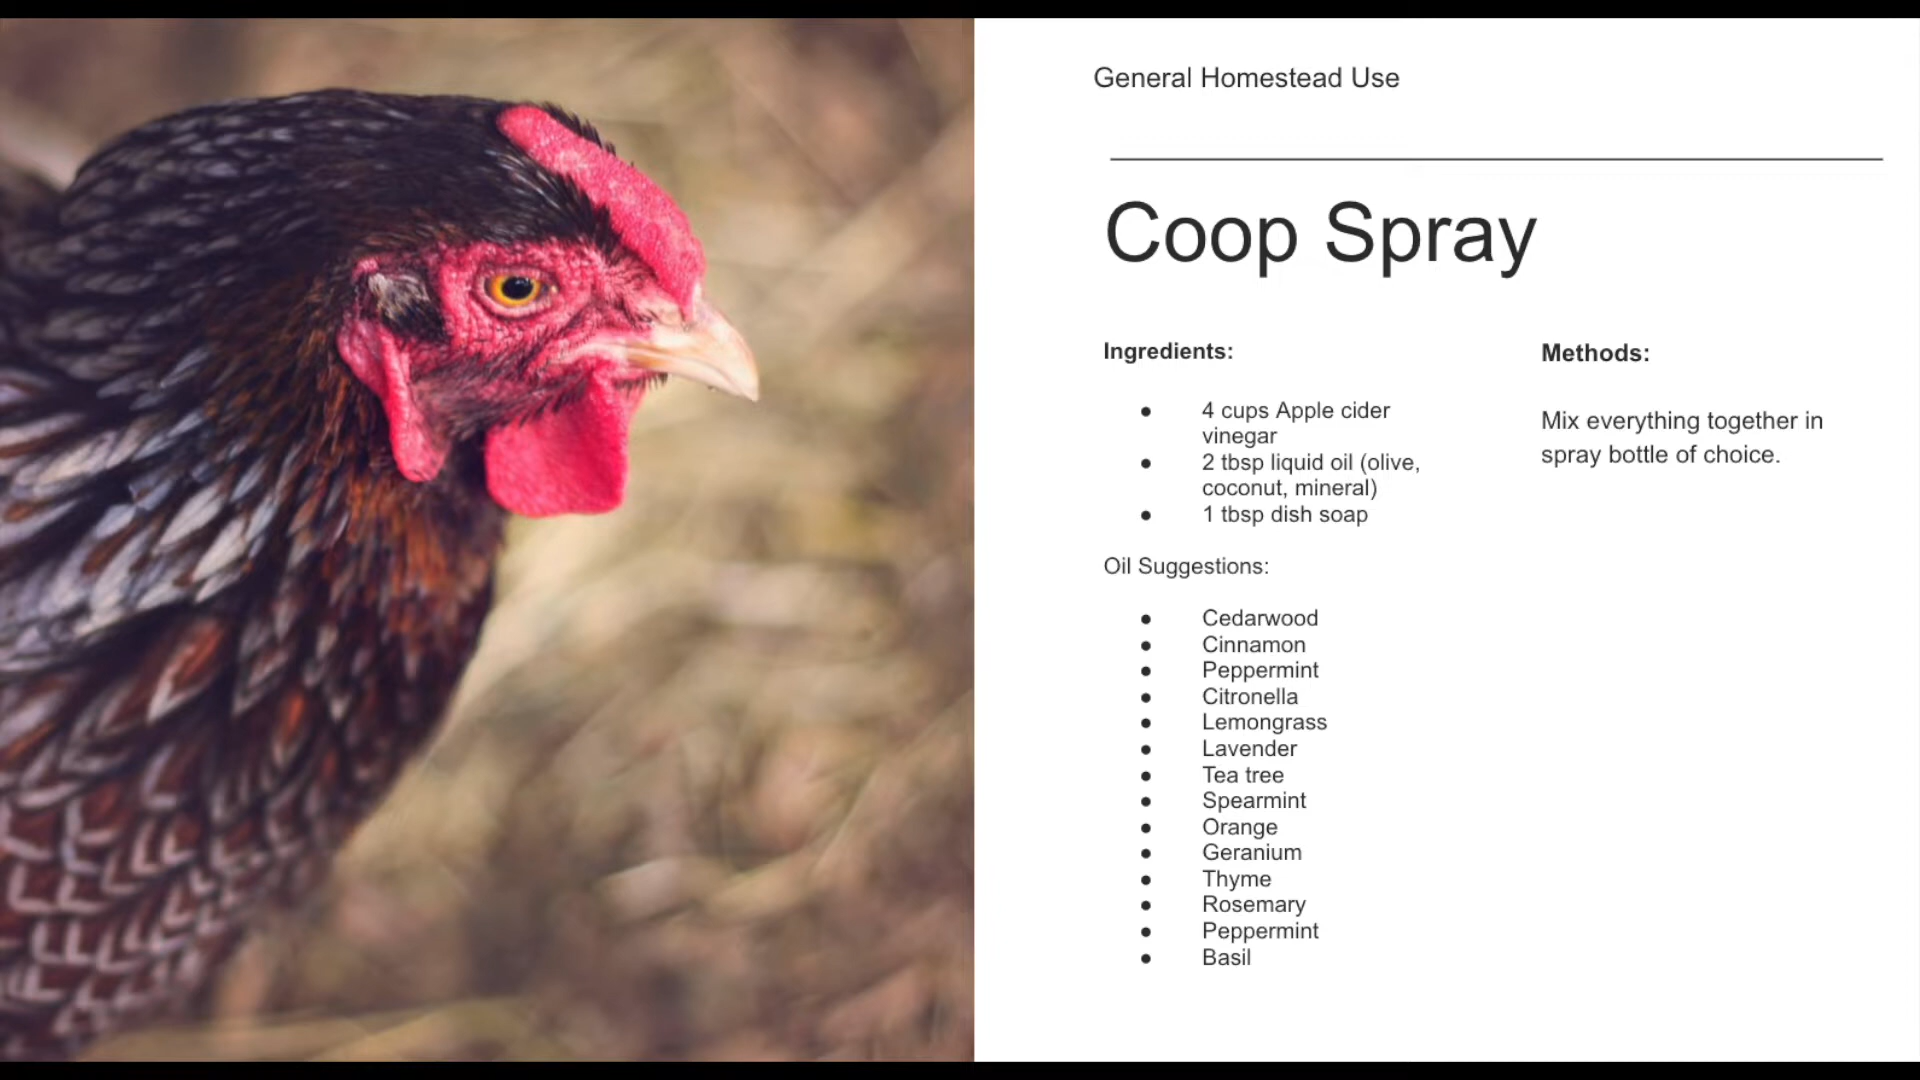 General Homestead Use
Coop Spray
Ingredients:
● 4 cups Apple cider
vinegar
● 2 tbsp liquid oil (olive,
coconut, mineral)
● 1 tbsp dish soap
Oil Suggestions:
● Cedarwood
● Cinnamon
● Peppermint
● Citronella
● Lemongrass
● Lavender
● Tea tree
● Spearmint
● Orange
● Geranium
● Thyme
● Rosemary
● Peppermint
● Basil
Methods:
Mix everything together in
spray bottle of choice.